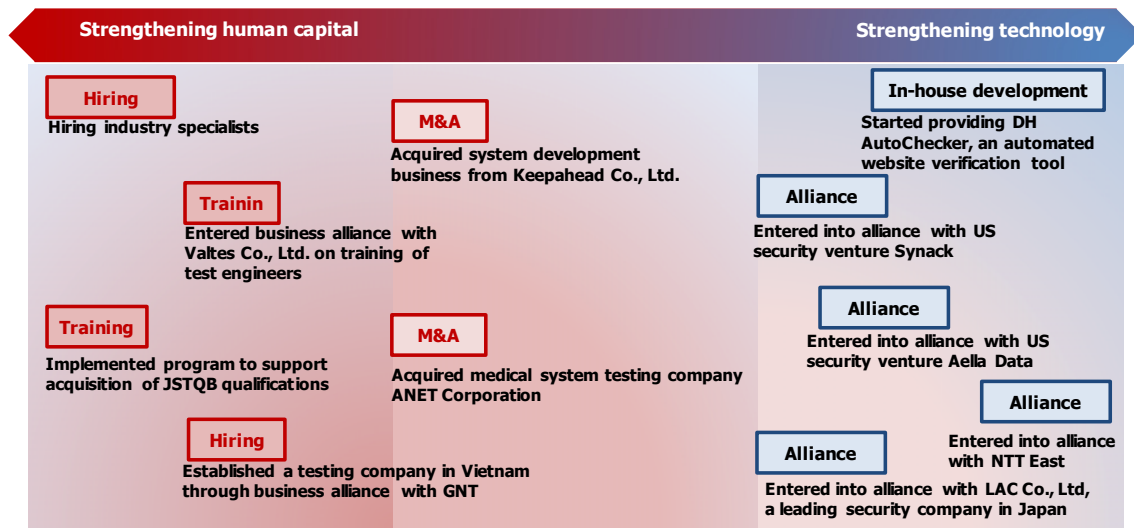 Strengthening human capital
Strengthening technology
Hiring
Hiring industry specialists
Trainin
Entered business alliance with
Valtes Co., Ltd. on training of
test engineers
Training
Implemented program to support
acquisition of JSTQB qualifications
Hiring
Established a testing company in Vietnam
through business alliance with GNT
M&A
Acquired system development
business from Keepahead Co., Ltd.
M&A
Acquired medical system testing company
ANET Corporation
In-house development
Started providing DH
AutoChecker, an automated
website verification tool
Alliance
Entered into alliance with US
security venture Synack
Alliance
Entered into alliance with US
security venture Aella Data
Alliance
Entered into alliance
with NTT East
Alliance
Entered into alliance with LAC Co., Ltd,
a leading security company in Japan